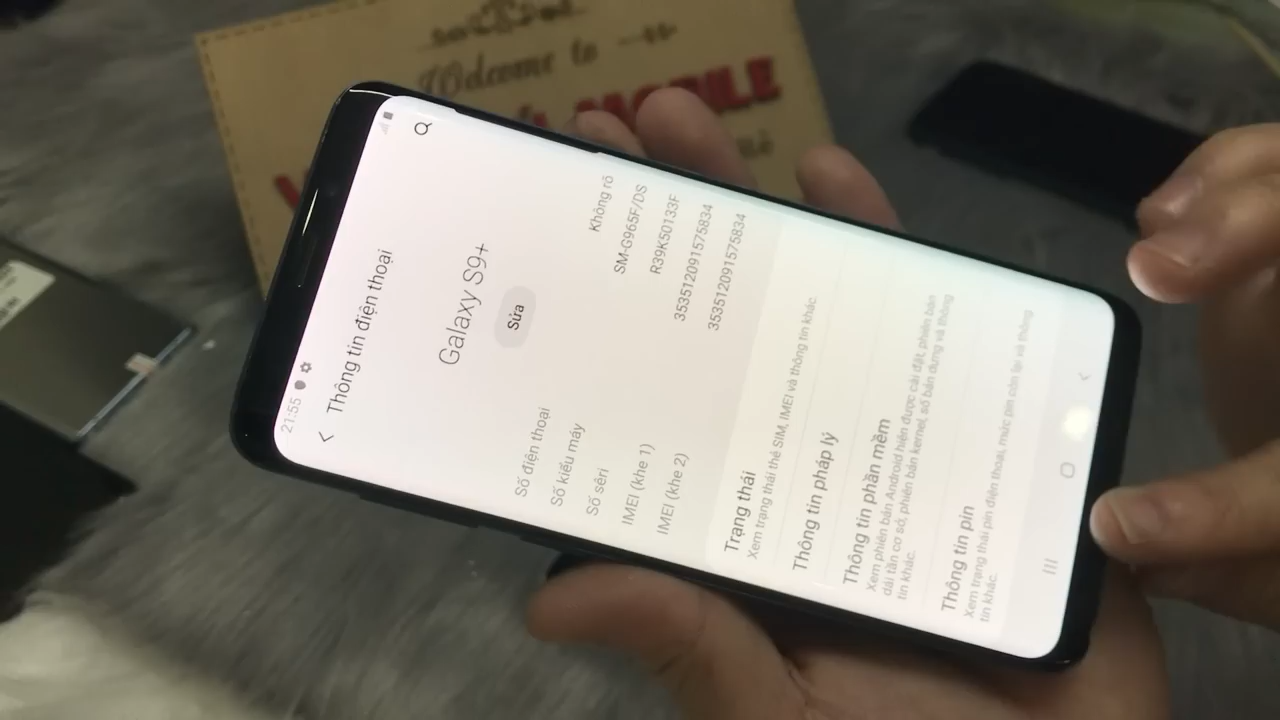 Welcome to
MOBILE
21:55
Thông tin điện thoại
Galaxy S9+
Sửa
Số điện thoại Không rõ
Số kiểu máy SM-G965F/DS
Số sêri R39K50133F
IMEI (khe 1) 353512091575834
IMEI (khe 2) 353512091575834
Trạng thái
Xem trạng thái thẻ SIM, IMEI và thông tin khác.
Thông tin pháp lý
Thông tin phần mềm
Xem phiên bản Android hiện được cài đặt, phiên bản
dải tần cơ sở, phiên bản kernel, số bản dựng và thông
tin khác.
Thông tin pin
Xem trạng thái pin điện thoại, mức pin còn lại và thông
tin khác.